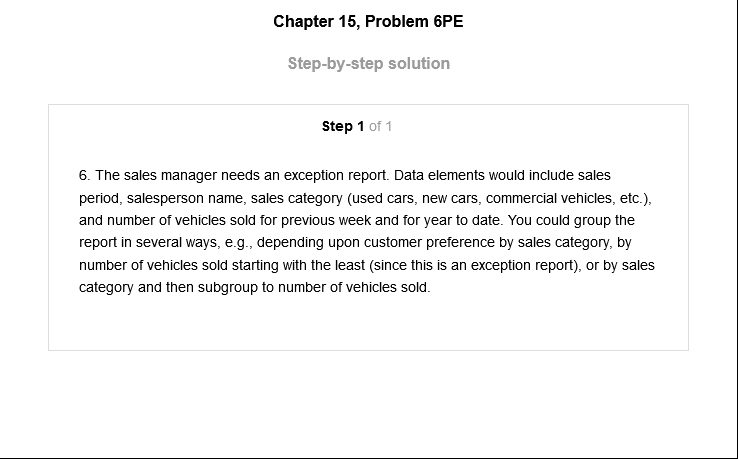 Chapter 15, Problem 6PE
Step-by-step solution
Step 1 of 1
6. The sales manager needs an exception report. Data elements would include sales
period, salesperson name, sales category (used cars, new cars, commercial vehicles, etc.),
and number of vehicles sold for previous week and for year to date. You could group the
report in several ways, e.g., depending upon customer preference by sales category, by
number of vehicles sold starting with the least (since this is an exception report), or by sales
category and then subgroup to number of vehicles sold.